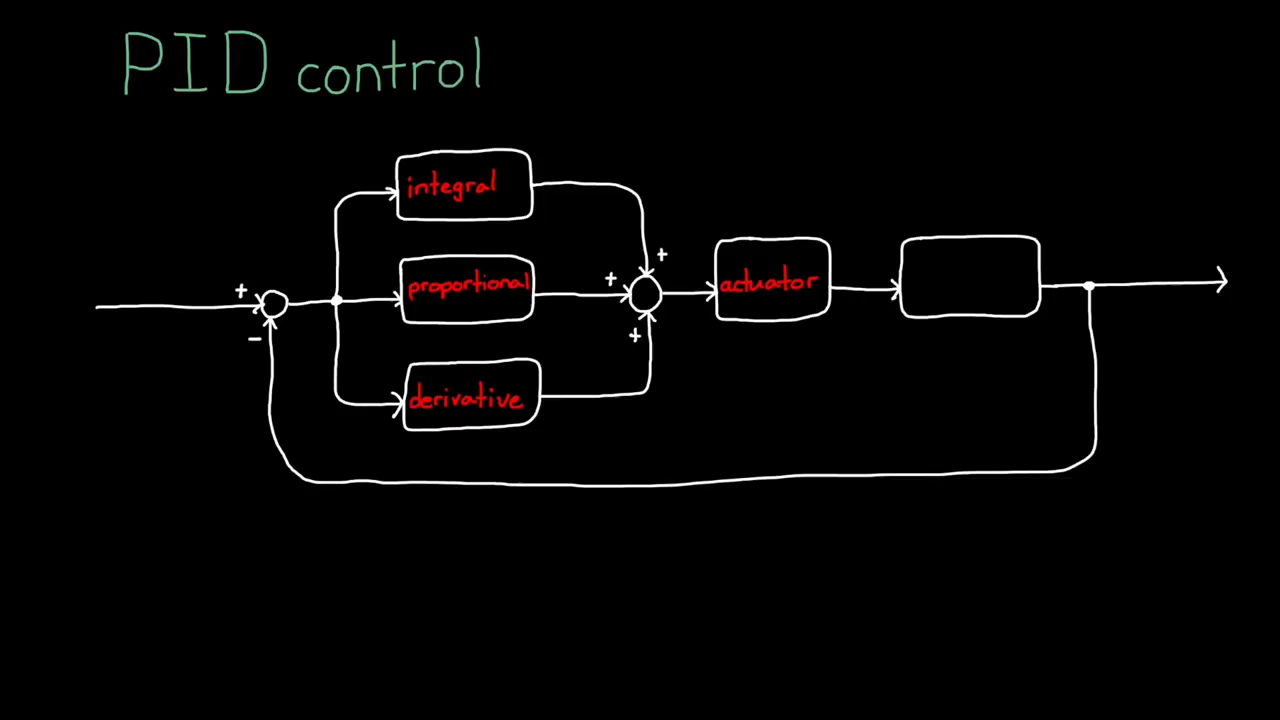 PID control
integral
+
+
+
proportional
actuator
-
+
derivative